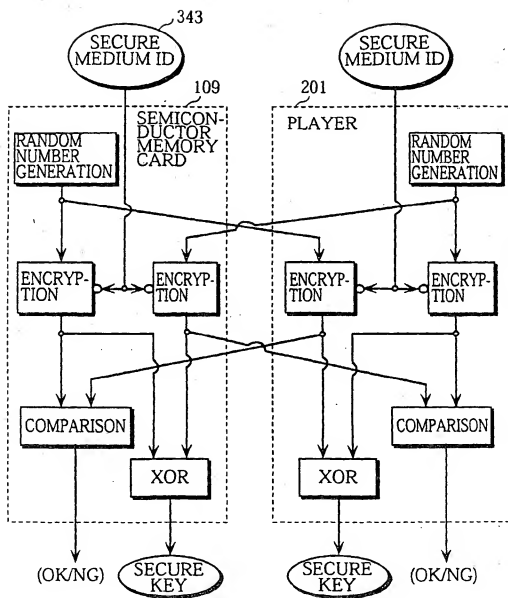 343
SECURE
MEDIUM ID
SECURE
MEDIUM ID
109
SEMICON-
DUCTOR
MEMORY
CARD
201
PLAYER
RANDOM
NUMBER
GENERATION
RANDOM
NUMBER
GENERATION
ENCRYP-
TION
ENCRYP-
TION
ENCRYP-
TION
ENCRYP-
TION
COMPARISON
COMPARISON
XOR
XOR
(OK/NG)
SECURE
KEY
SECURE
KEY
(OK/NG)